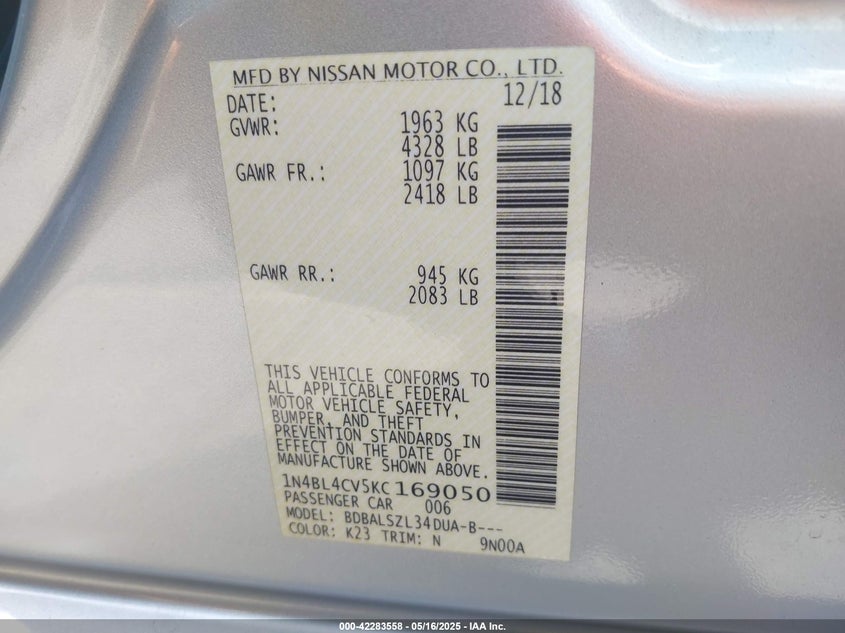 MFD BY NISSAN MOTOR CO., LTD.
DATE: 12/18
GVWR: 1963 KG
4328 LB
GAWR FR.: 1097 KG
2418 LB
GAWR RR.: 945 KG
2083 LB
THIS VEHICLE CONFORMS TO
ALL APPLICABLE FEDERAL
MOTOR VEHICLE SAFETY,
BUMPER, AND THEFT
PREVENTION STANDARDS IN
EFFECT ON THE DATE OF
MANUFACTURE SHOWN ABOVE.
1N4BL4CV5KC169050
PASSENGER CAR 006
MODEL: BDBALSZL34DUA-B---
COLOR: K23 TRIM: N 9N00A
000-42283558 - 05/16/2025 - IAA Inc.